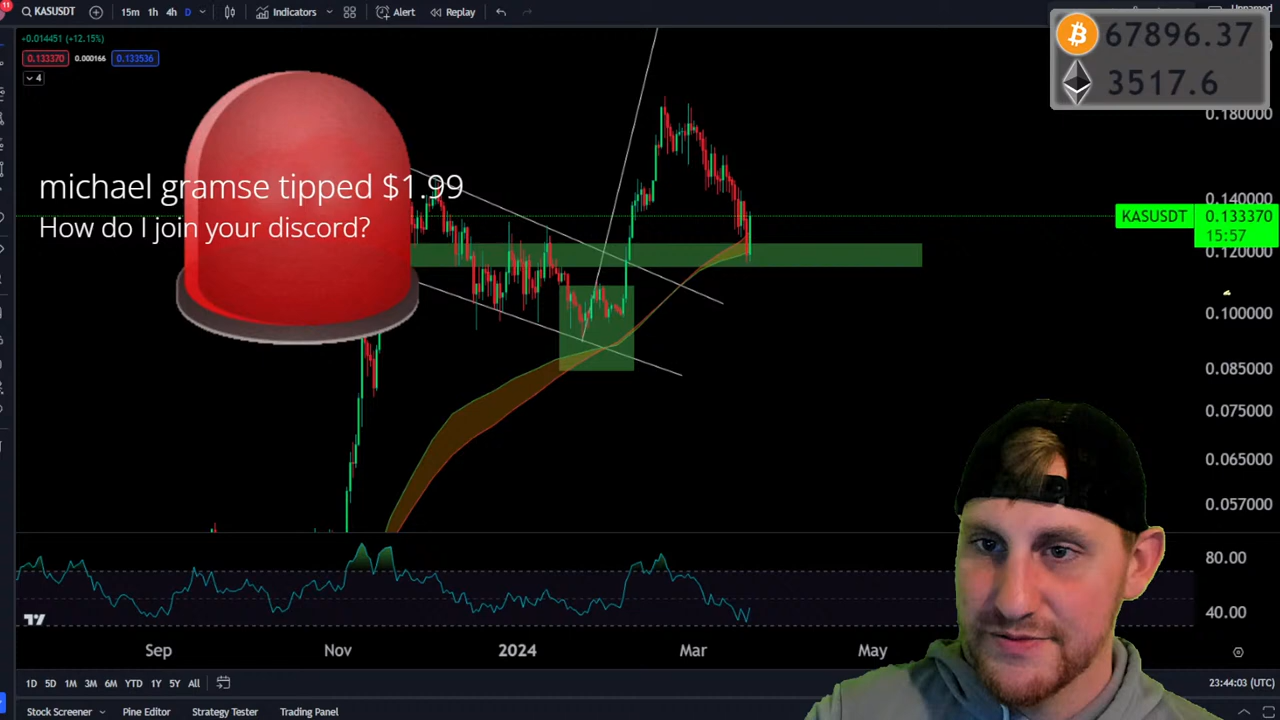 11
KASUSDT
15m 1h 4h D
Indicators
Alert
Replay
Unnamed
+0.014451 (+12.15%)
0.133370 0.000166 0.133536
4
67896.37
3517.6
michael gramse tipped $1.99
How do I join your discord?
0.180000
0.140000
KASUSDT 0.133370
15:57
0.120000
0.100000
0.085000
0.075000
0.065000
0.057000
80.00
40.00
Sep Nov 2024 Mar May
1D 5D 1M 3M 6M YTD 1Y 5Y All
23:44:03 (UTC)
Stock Screener Pine Editor Strategy Tester Trading Panel